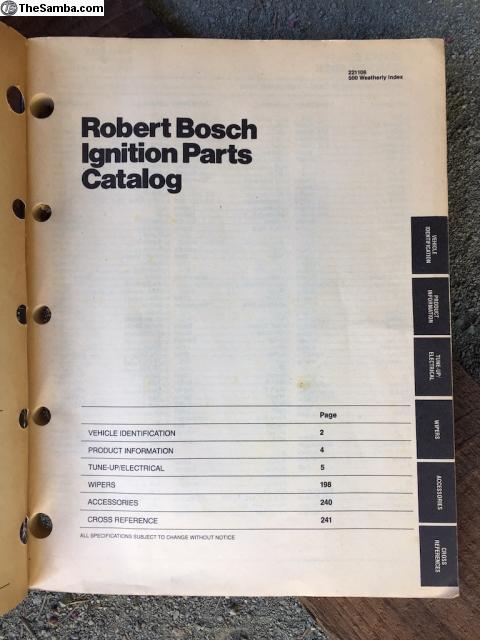 TheSamba.com
221106
500 Weatherly Index
Robert Bosch
Ignition Parts
Catalog
VEHICLE
IDENTIFICATION
PRODUCT
INFORMATION
TUNE-UP/
ELECTRICAL
WIPERS
ACCESSORIES
CROSS
REFERENCES
Page
VEHICLE IDENTIFICATION 2
PRODUCT INFORMATION 4
TUNE-UP/ELECTRICAL 5
WIPERS 198
ACCESSORIES 240
CROSS REFERENCE 241
ALL SPECIFICATIONS SUBJECT TO CHANGE WITHOUT NOTICE